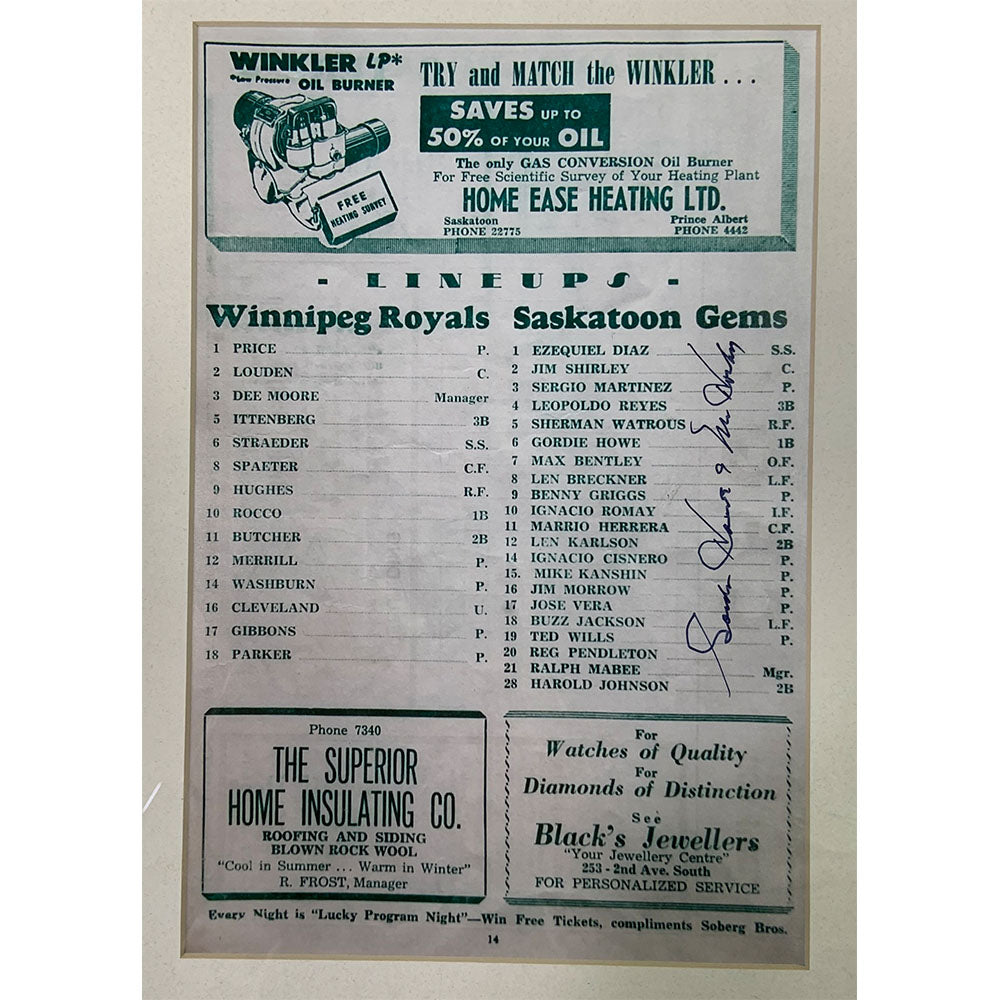 WINKLER LP*
*Low Pressure OIL BURNER
FREE
HEATING SURVEY
TRY and MATCH the WINKLER . . .
SAVES UP TO
50% OF YOUR OIL
The only GAS CONVERSION Oil Burner
For Free Scientific Survey of Your Heating Plant
HOME EASE HEATING LTD.
Saskatoon Prince Albert
PHONE 22775 PHONE 4442
- LINEUPS -
Winnipeg Royals
1 PRICE P.
2 LOUDEN C.
3 DEE MOORE Manager
5 ITTENBERG 3B
6 STRAEDER S.S.
8 SPAETER C.F.
9 HUGHES R.F.
10 ROCCO 1B
11 BUTCHER 2B
12 MERRILL P.
14 WASHBURN P.
16 CLEVELAND U.
17 GIBBONS P.
18 PARKER P.
Saskatoon Gems
1 EZEQUIEL DIAZ S.S.
2 JIM SHIRLEY C.
3 SERGIO MARTINEZ P.
4 LEOPOLDO REYES 3B
5 SHERMAN WATROUS R.F.
6 GORDIE HOWE 1B
7 MAX BENTLEY O.F.
8 LEN BRECKNER L.F.
9 BENNY GRIGGS P.
10 IGNACIO ROMAY I.F.
11 MARRIO HERRERA C.F.
12 LEN KARLSON 2B
14 IGNACIO CISNERO P.
15. MIKE KANSHIN P.
16 JIM MORROW P.
17 JOSE VERA P.
18 BUZZ JACKSON L.F.
19 TED WILLS P.
20 REG PENDLETON
21 RALPH MABEE Mgr.
28 HAROLD JOHNSON 2B
Gordie Howe 9
Phone 7340
THE SUPERIOR
HOME INSULATING CO.
ROOFING AND SIDING
BLOWN ROCK WOOL
"Cool in Summer ... Warm in Winter"
R. FROST, Manager
For
Watches of Quality
For
Diamonds of Distinction
See
Black's Jewellers
"Your Jewellery Centre"
253 - 2nd Ave. South
FOR PERSONALIZED SERVICE
Every Night is "Lucky Program Night"—Win Free Tickets, compliments Soberg Bros.
14